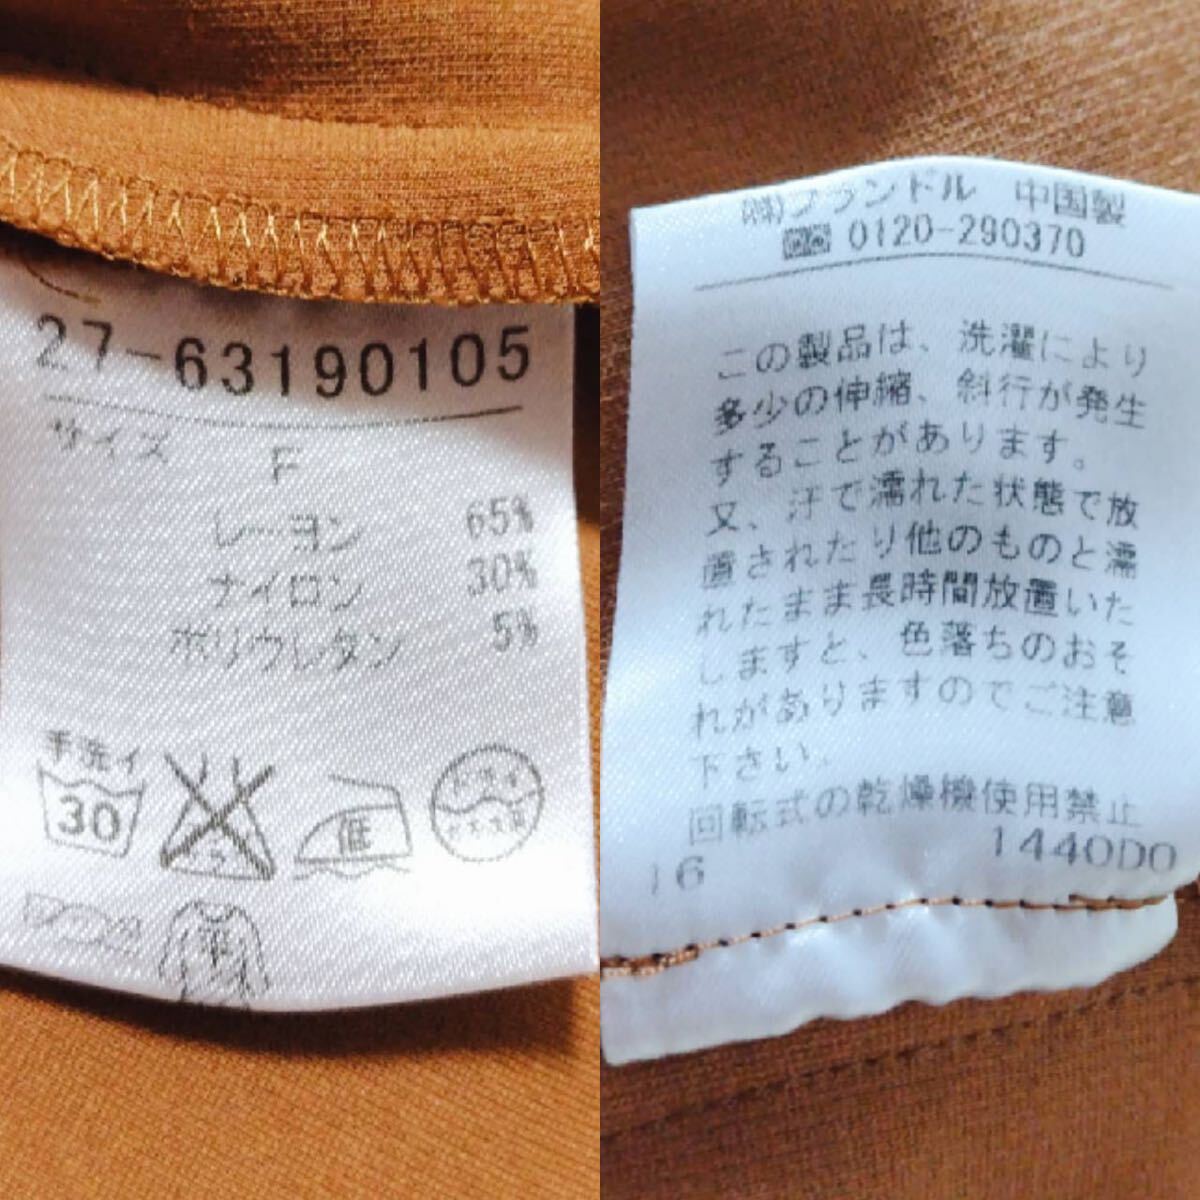 27-63190105
サイズ F
レーヨン 65%
ナイロン 30%
ポリウレタン 5%
手洗イ
30
低
ドライ
(株)フランドル 中国製
0120-290370
この製品は、洗濯により
多少の伸縮、斜行が発生
することがあります。
又、汗で濡れた状態で放
置されたり他のものと濡
れたまま長時間放置いた
しますと、色落ちのおそ
れがありますのでご注意
下さい。
回転式の乾燥機使用禁止
16 1440D0